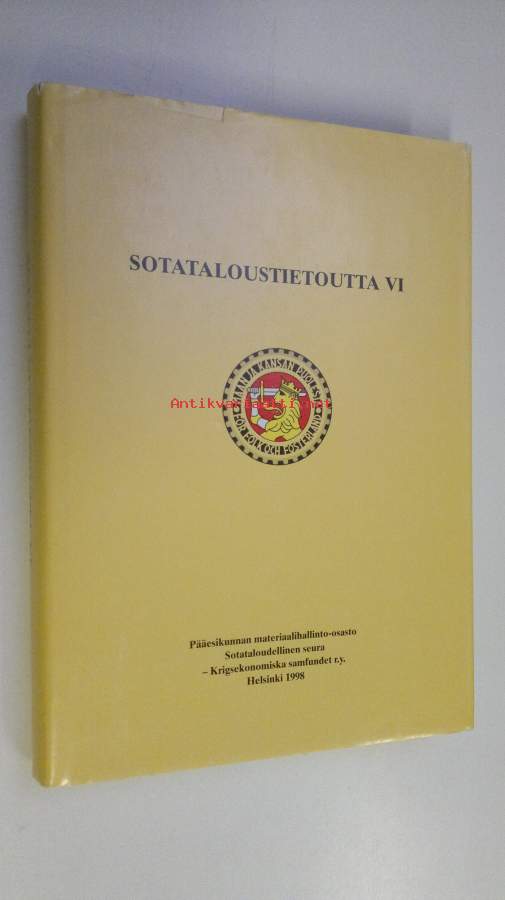 SOTATALOUSTIETOUTTA VI
MAAN JA KANSAN PUOLESTA
FÖR FOLK OCH FOSTERLAND
Antikvariaatti.net
Pääesikunnan materiaalihallinto-osasto
Sotataloudellinen seura
– Krigsekonomiska samfundet r.y.
Helsinki 1998